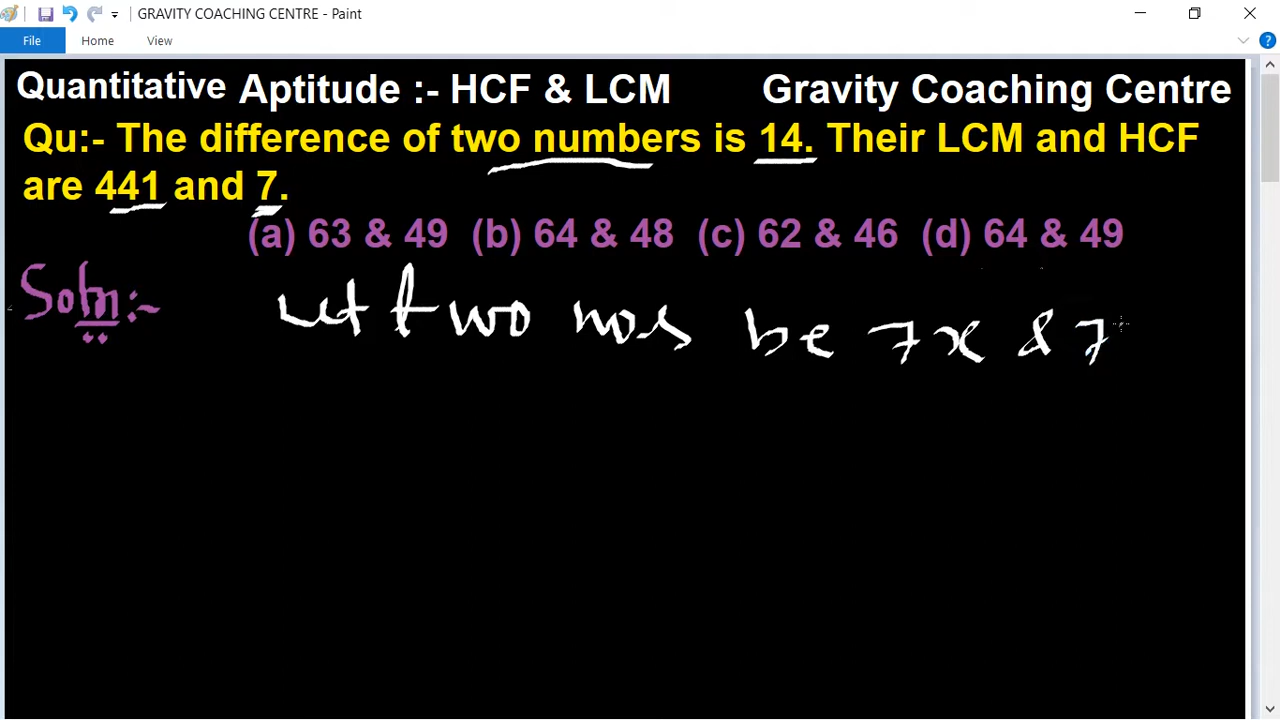 GRAVITY COACHING CENTRE - Paint
File Home View
Quantitative Aptitude :- HCF & LCM Gravity Coaching Centre
Qu:- The difference of two numbers is 14. Their LCM and HCF
are 441 and 7.
(a) 63 & 49 (b) 64 & 48 (c) 62 & 46 (d) 64 & 49
Soln:- Let two nos be 7x & 7